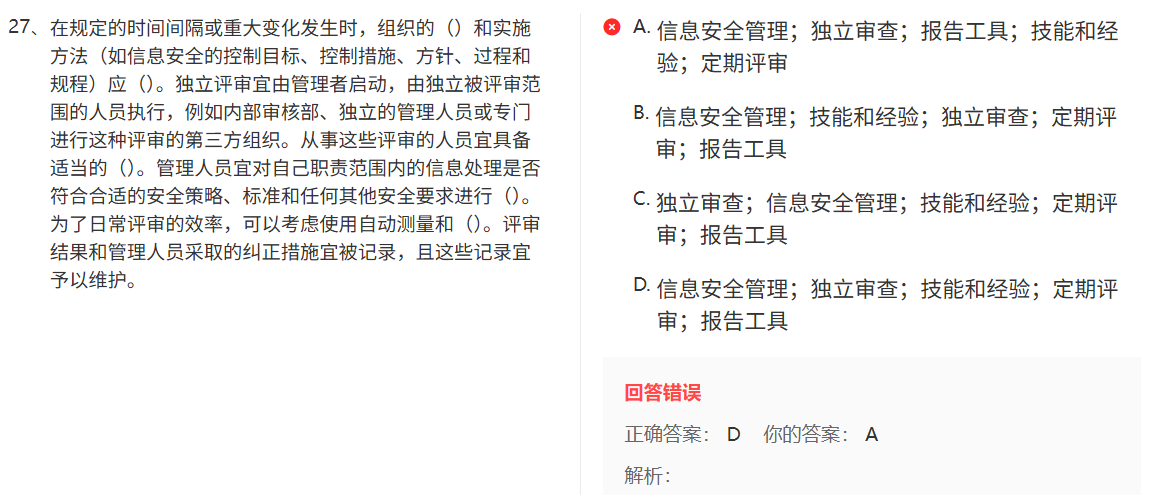 27、在规定的时间间隔或重大变化发生时，组织的（）和实施
方法（如信息安全的控制目标、控制措施、方针、过程和
规程）应（）。独立评审宜由管理者启动，由独立被评审范
围的人员执行，例如内部审核部、独立的管理人员或专门
进行这种评审的第三方组织。从事这些评审的人员宜具备
适当的（）。管理人员宜对自己职责范围内的信息处理是否
符合合适的安全策略、标准和任何其他安全要求进行（）。
为了日常评审的效率，可以考虑使用自动测量和（）。评审
结果和管理人员采取的纠正措施宜被记录，且这些记录宜
予以维护。
A. 信息安全管理；独立审查；报告工具；技能和经
验；定期评审
B. 信息安全管理；技能和经验；独立审查；定期评
审；报告工具
C. 独立审查；信息安全管理；技能和经验；定期评
审；报告工具
D. 信息安全管理；独立审查；技能和经验；定期评
审；报告工具
回答错误
正确答案： D 你的答案： A
解析：